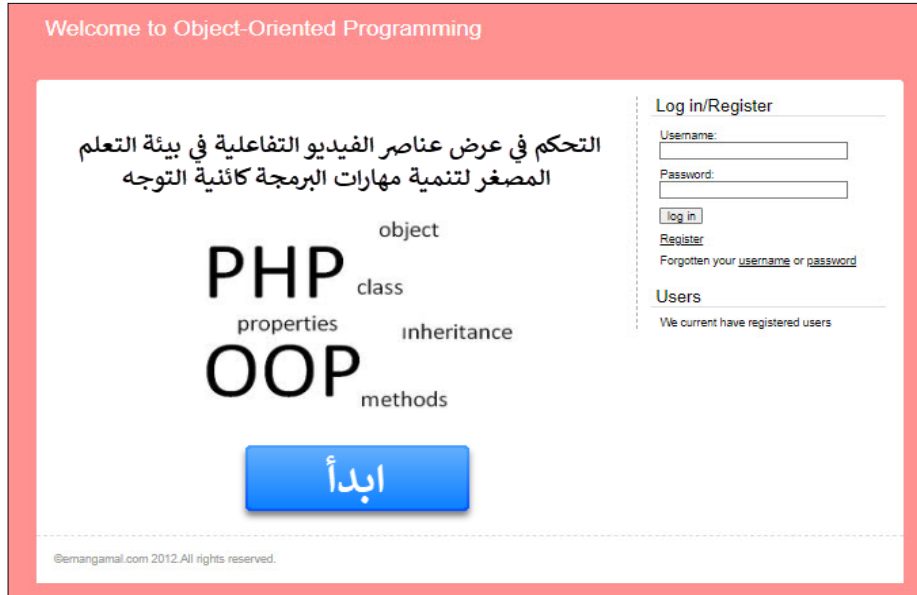 Welcome to Object-Oriented Programming
التحكم في عرض عناصر الفيديو التفاعلية في بيئة التعلم
المصغر لتنمية مهارات البرمجة كائنية التوجه
object
PHP
class
properties
inheritance
OOP
methods
ابدأ
Log in/Register
Username:
Password:
log in
Register
Forgotten your username or password
Users
We current have registered users
©emangamal.com 2012.All rights reserved.